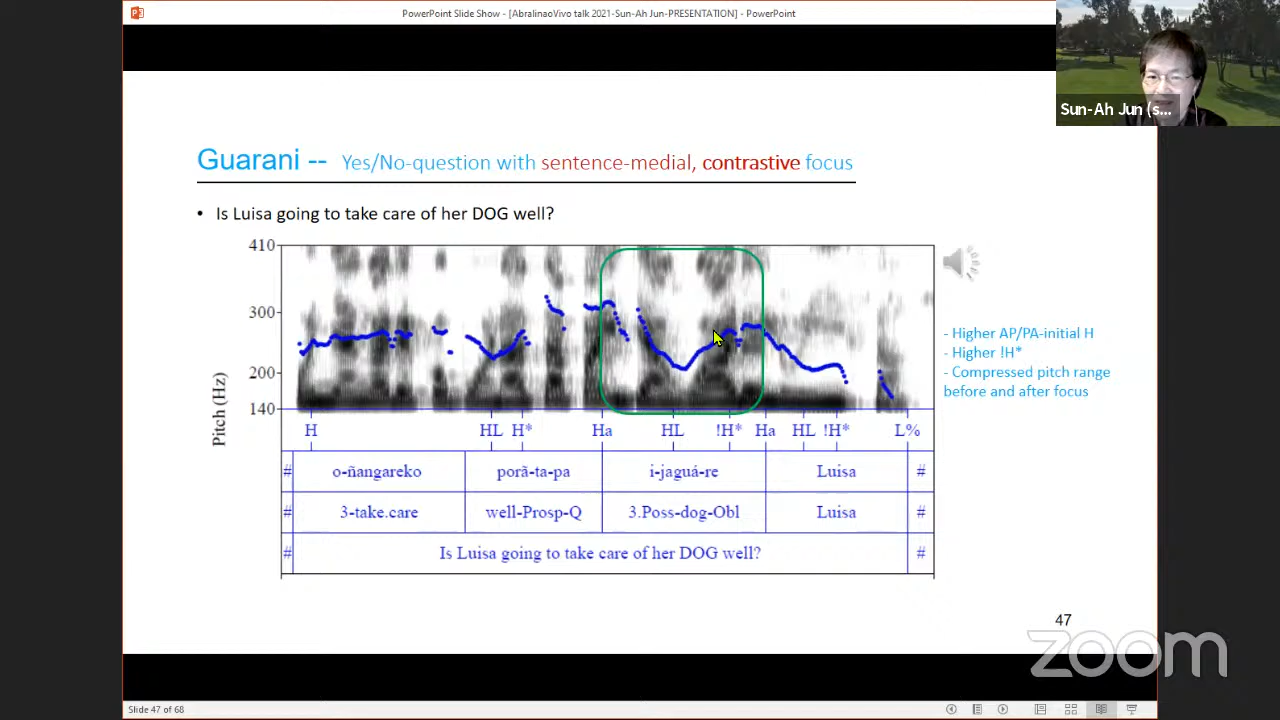 PowerPoint Slide Show - [AbralinaoVivo talk 2021-Sun-Ah Jun-PRESENTATION] - PowerPoint
Sun-Ah Jun (s...
Guarani -- Yes/No-question with sentence-medial, contrastive focus
• Is Luisa going to take care of her DOG well?
410
300
200
140
Pitch (Hz)
- Higher AP/PA-initial H
- Higher !H*
- Compressed pitch range
before and after focus
H HL H* Ha HL !H* Ha HL !H* L%
# o-ñangareko porã-ta-pa i-jaguá-re Luisa #
# 3-take.care well-Prosp-Q 3.Poss-dog-Obl Luisa #
# Is Luisa going to take care of her DOG well? #
47
zoom
Slide 47 of 68